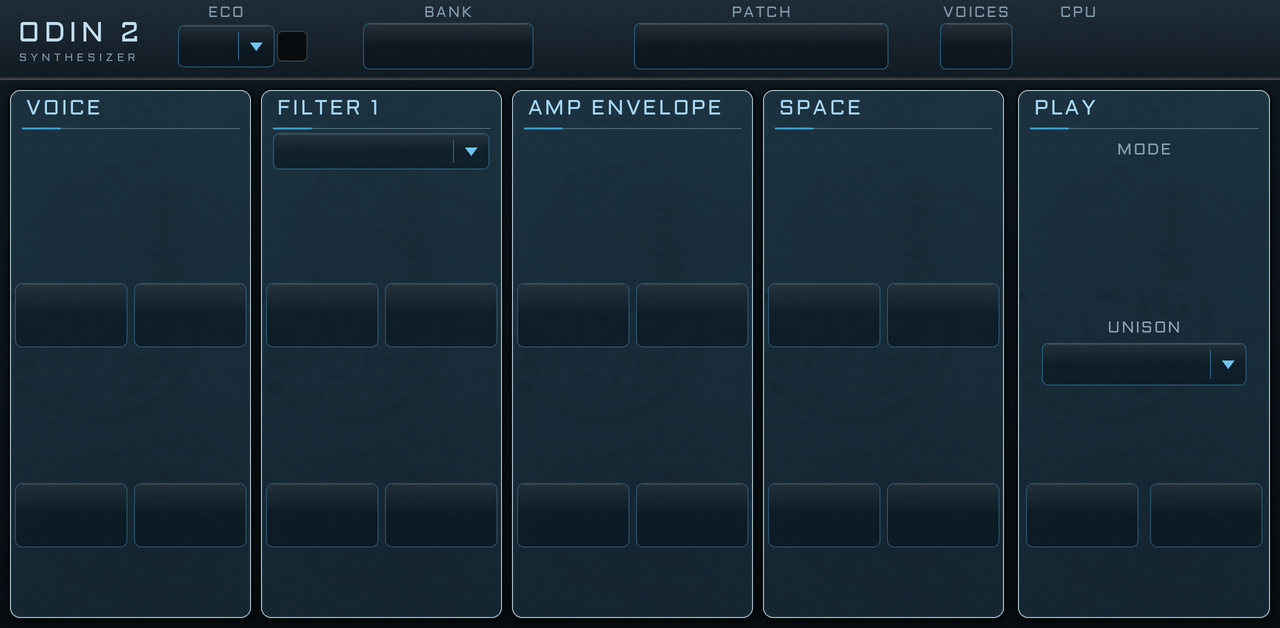 ECO
BANK
PATCH
VOICES
CPU
ODIN 2
SYNTHESIZER
VOICE
FILTER 1
AMP ENVELOPE
SPACE
PLAY
MODE
UNISON